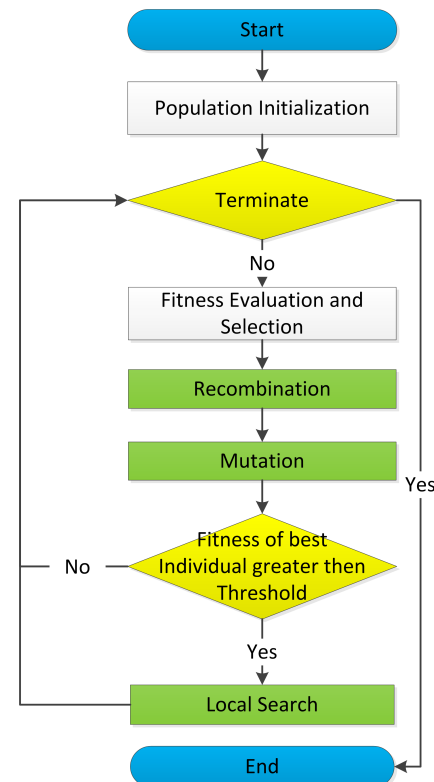 Start
Population Initialization
Terminate
No
Fitness Evaluation and
Selection
Recombination
Mutation
Yes
Fitness of best
Individual greater then
Threshold
No
Yes
Local Search
End